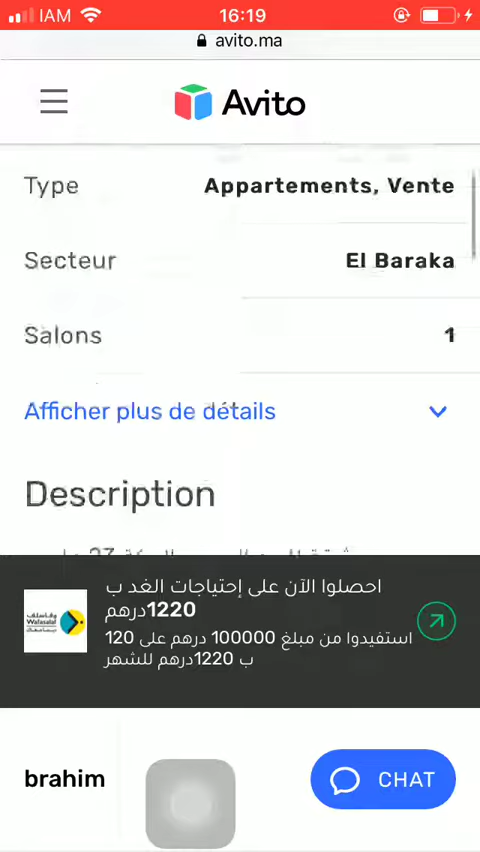 IAM
16:19
avito.ma
Avito
Type
Appartements, Vente
Secteur
El Baraka
Salons
1
Afficher plus de détails
Description
احصلوا الآن على إحتياجات الغد ب
1220درهم
استفيدوا من مبلغ 100000 درهم على 120
ب 1220درهم للشهر
وفاسلف
Wafasalaf
brahim
CHAT